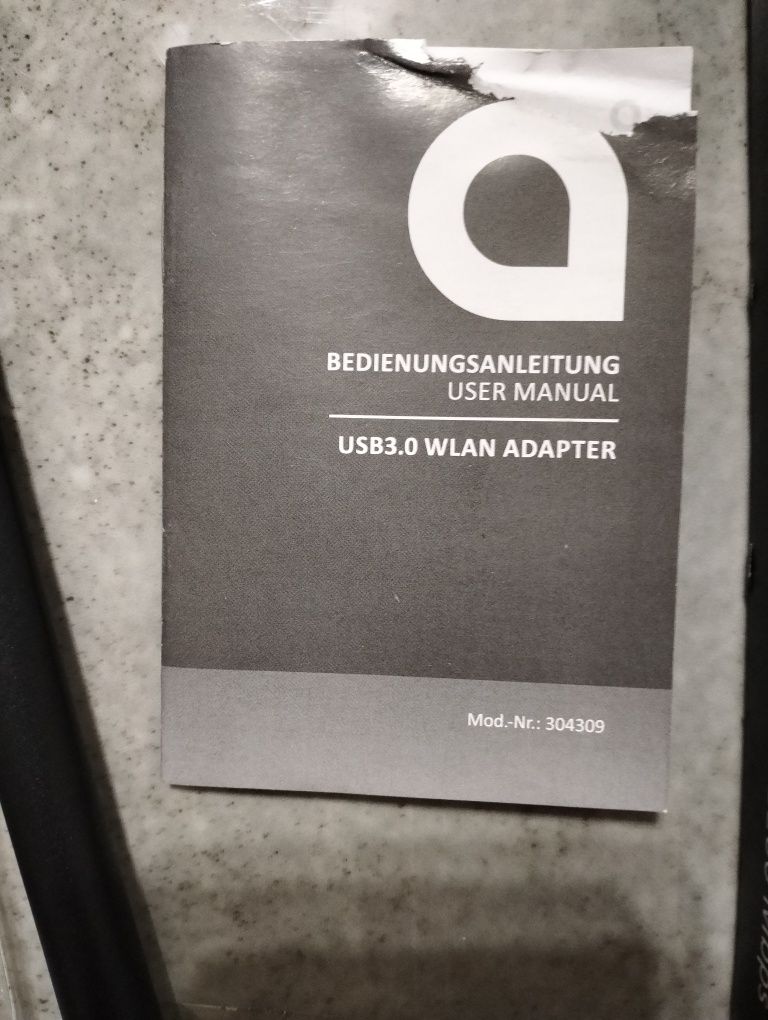 BEDIENUNGSANLEITUNG
USER MANUAL
USB3.0 WLAN ADAPTER
Mod.-Nr.: 304309